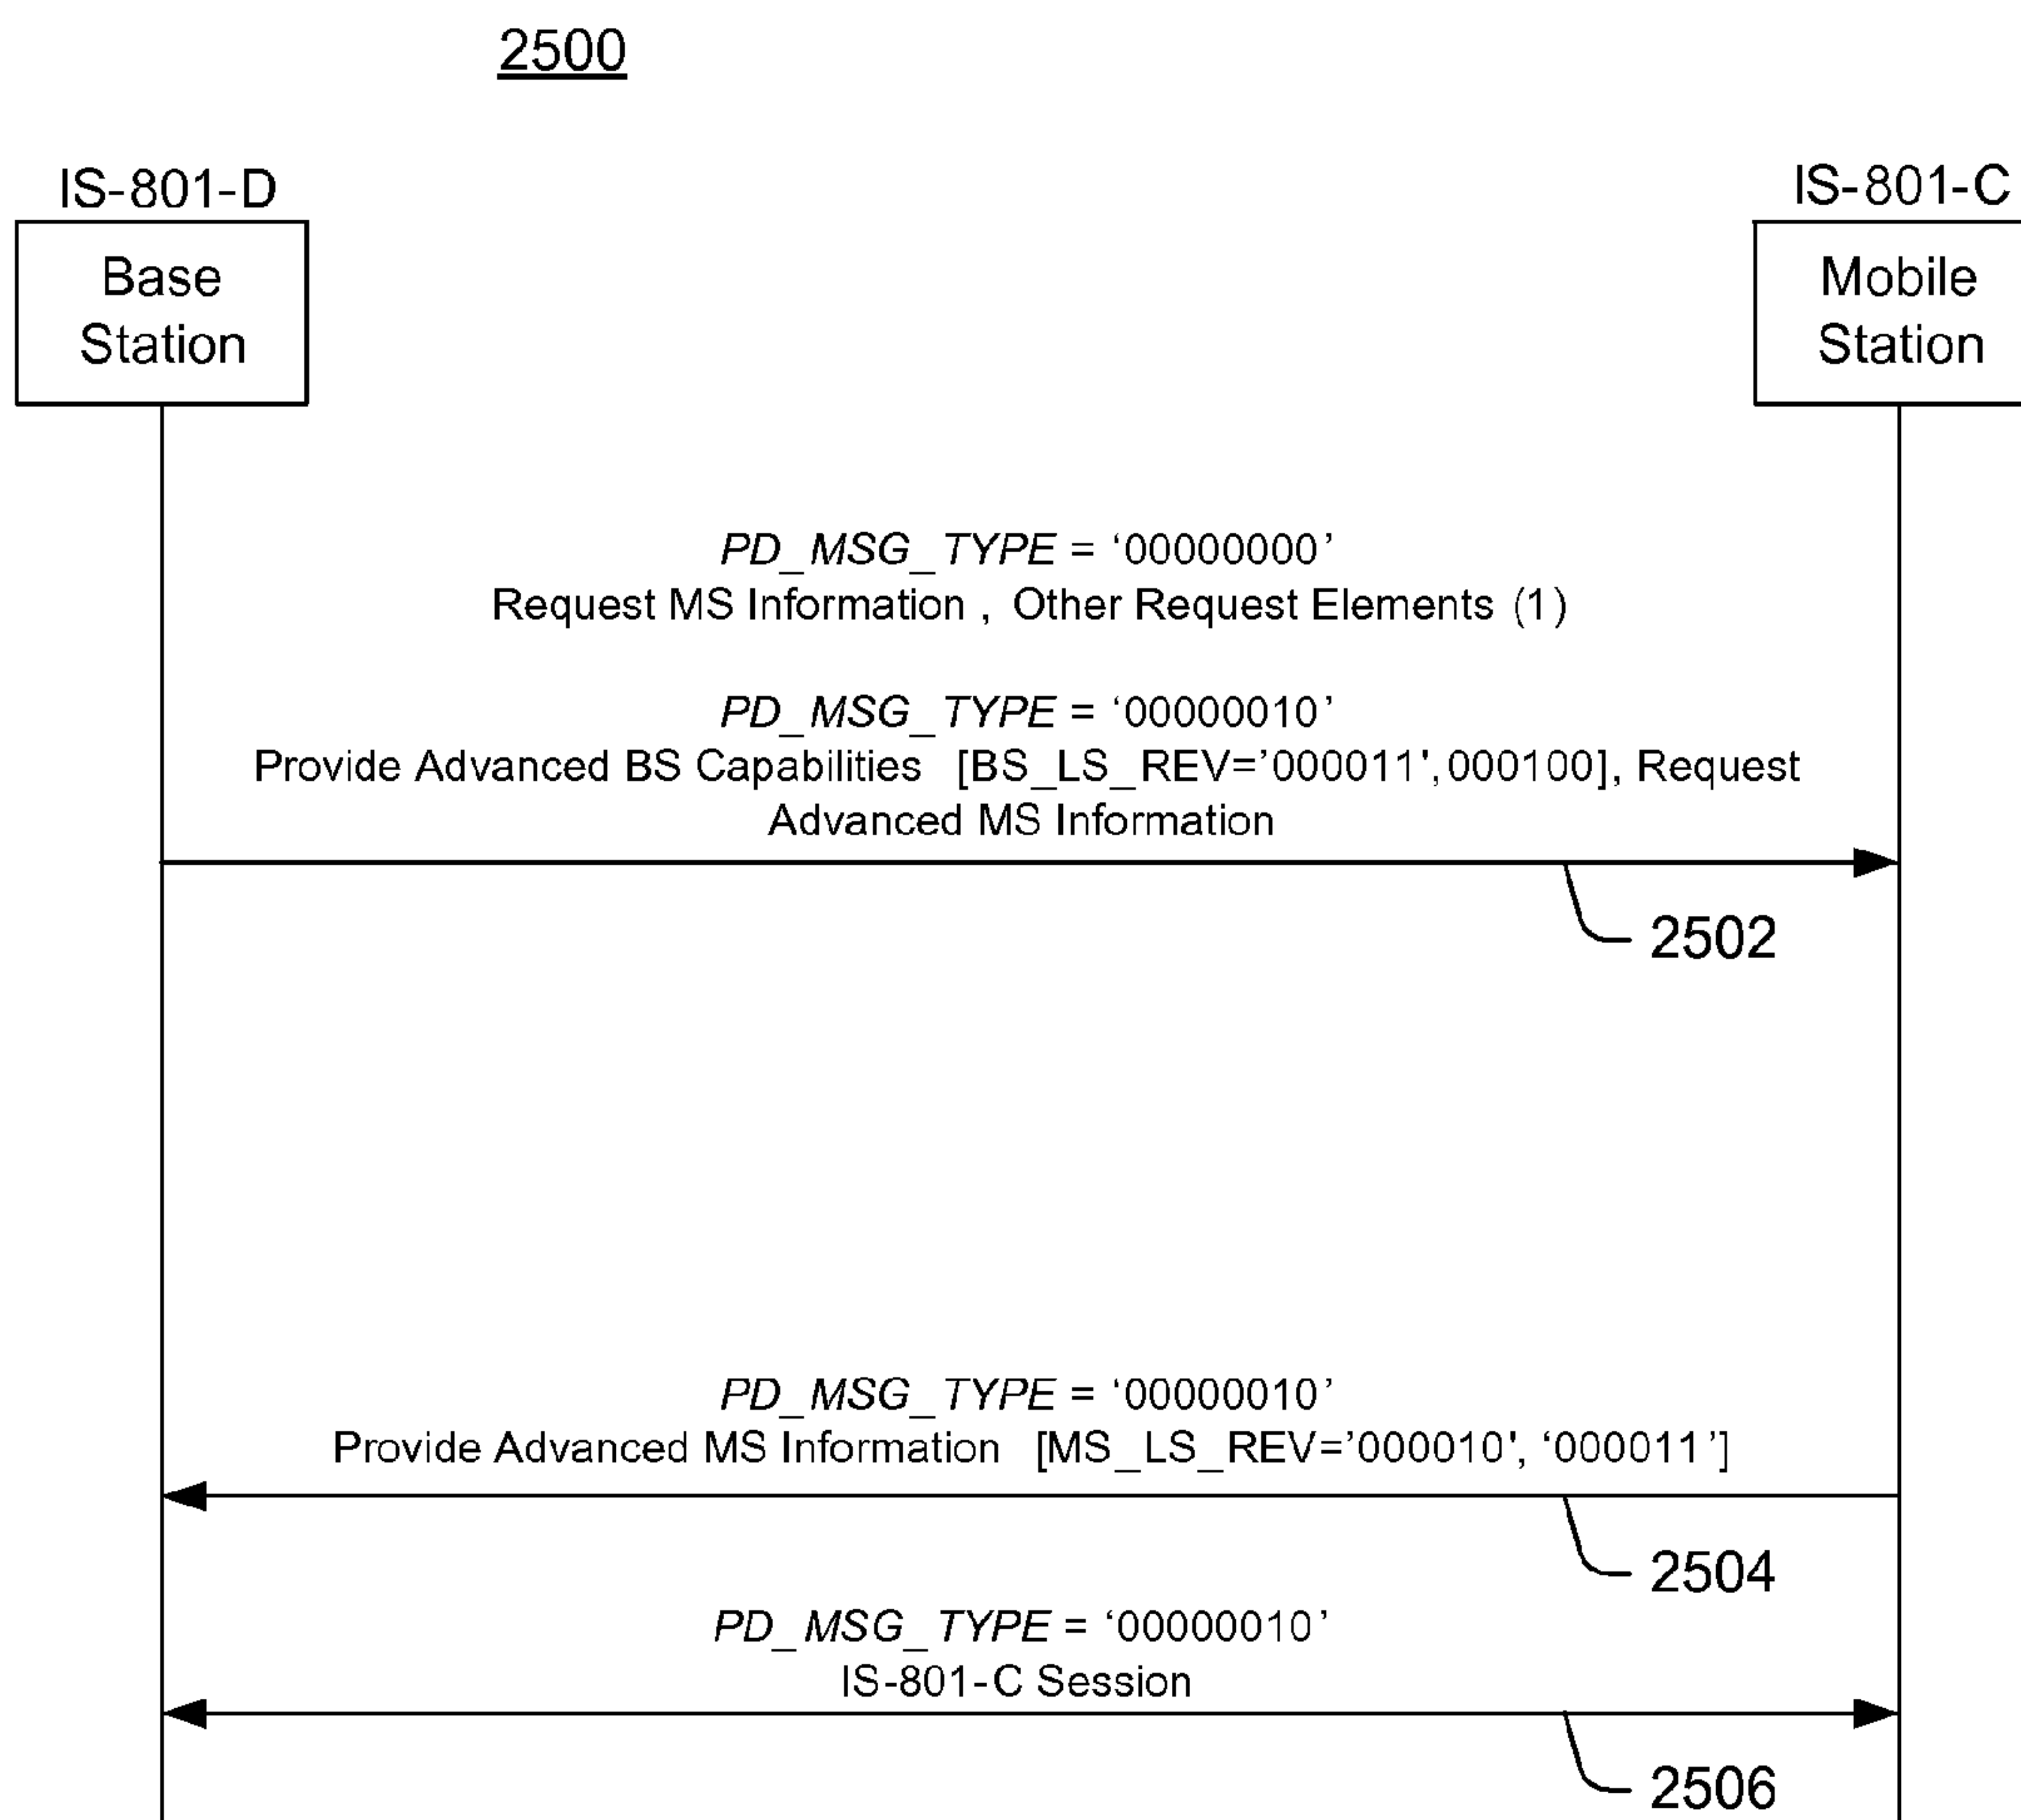 2500
IS-801-D
IS-801-C
Base
Station
Mobile
Station
PD_MSG_TYPE = ‘00000000’
Request MS Information , Other Request Elements (1)
PD_MSG_TYPE = ‘00000010’
Provide Advanced BS Capabilities [BS_LS_REV=’000011',000100], Request
Advanced MS Information
2502
PD_MSG_TYPE = ‘00000010’
Provide Advanced MS Information [MS_LS_REV=’000010', ‘000011’]
2504
PD_MSG_TYPE = ‘00000010’
IS-801-C Session
2506